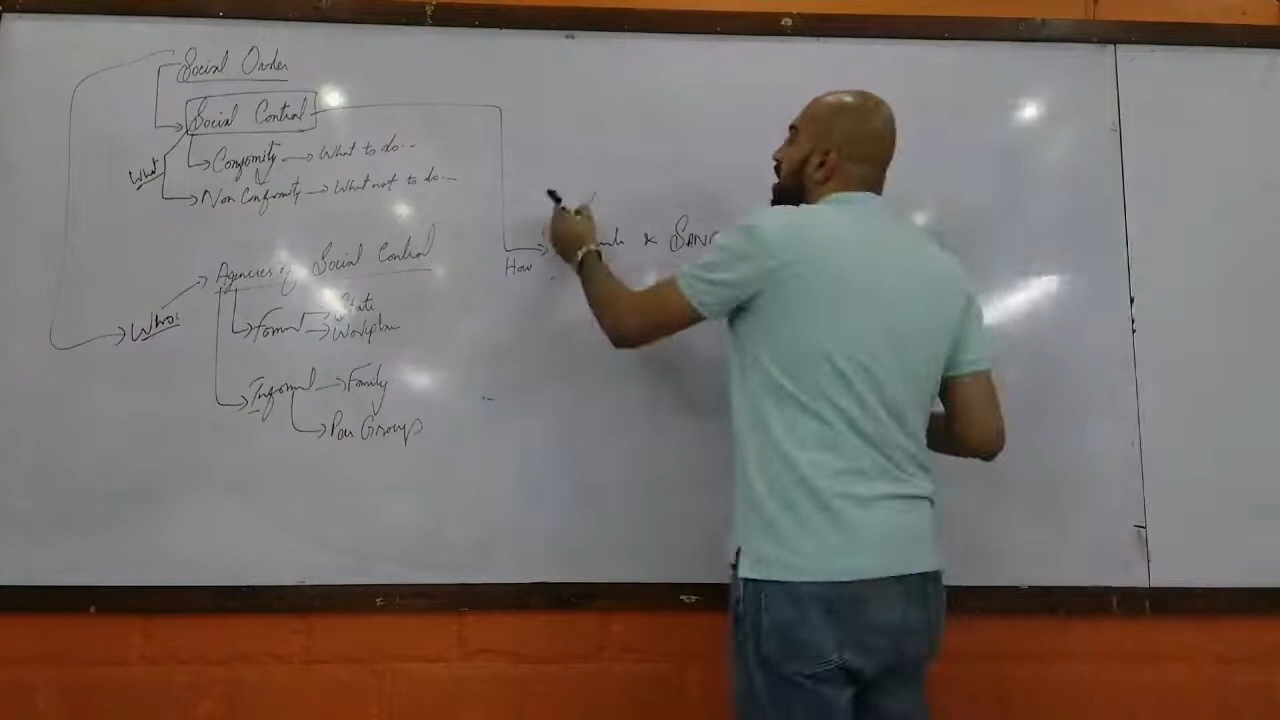 Social Order
Social Control
What
Conformity → What to do...
Non Conformity → What not to do...
Agencies of Social Control
Who:
Formal → State
→ Workplace
Informal → Family
→ Peer Groups
How
&